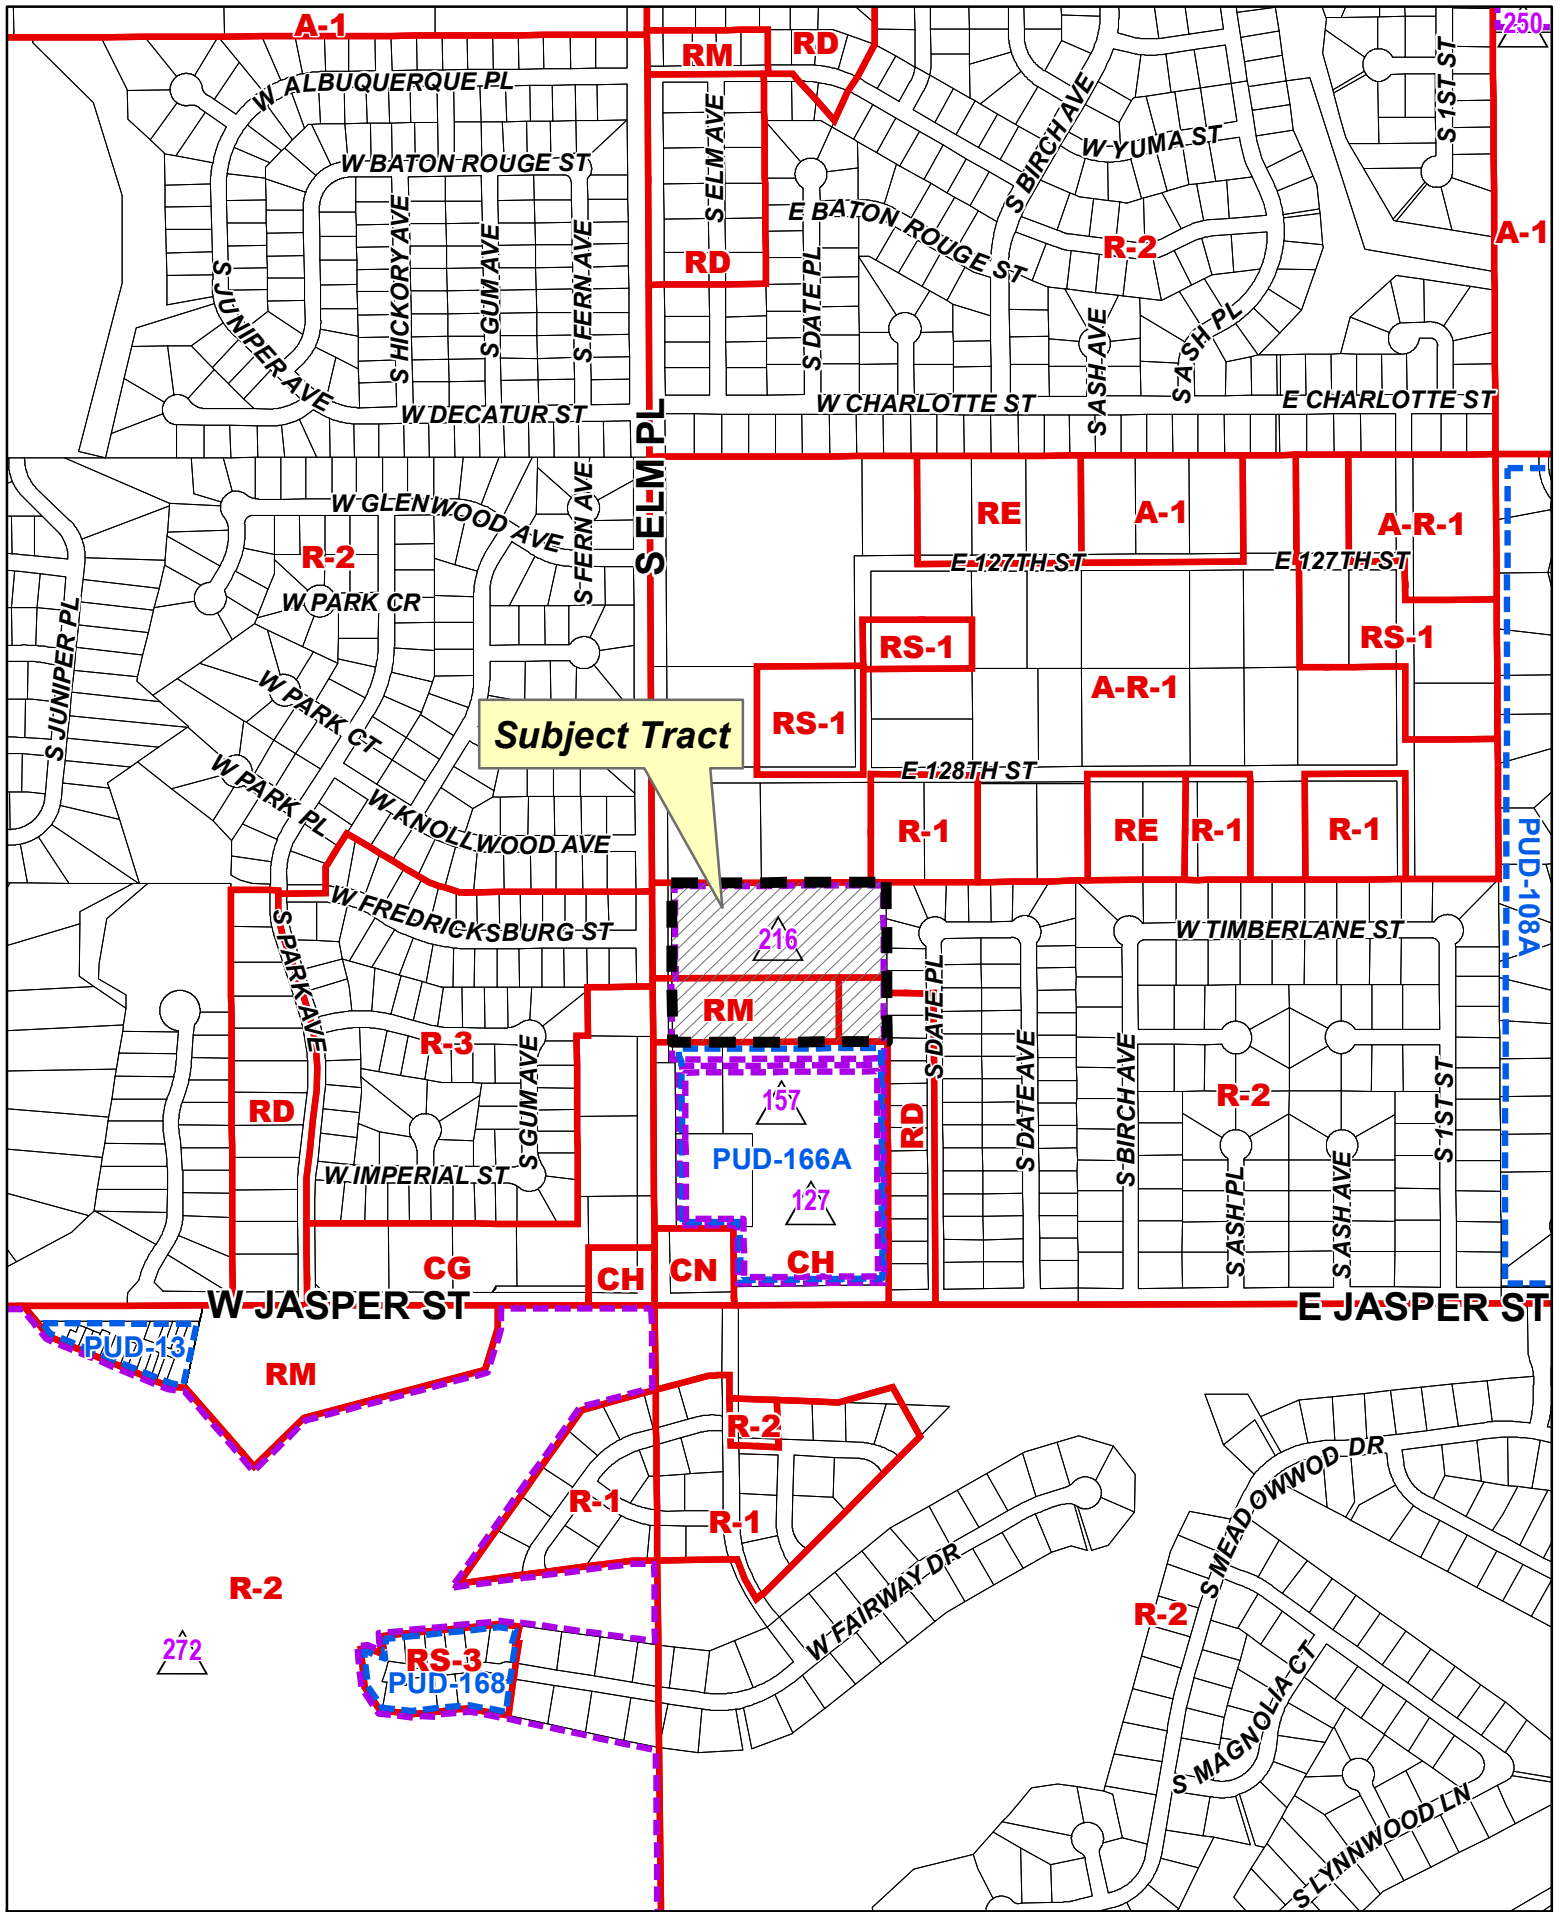 A-1
RM
RD
250
W ALBUQUERQUE PL
S ELM AVE
S BIRCH AVE
S 1ST ST
W YUMA ST
W BATON ROUGE ST
E BATON ROUGE ST
R-2
A-1
S HICKORY AVE
S GUM AVE
S FERN AVE
RD
S DATE PL
S JUNIPER AVE
S ASH AVE
S ASH PL
W DECATUR ST
W CHARLOTTE ST
E CHARLOTTE ST
S ELM PL
W GLENWOOD AVE
S FERN AVE
RE
A-1
A-R-1
R-2
E 127TH ST
E 127TH ST
W PARK CR
RS-1
RS-1
S JUNIPER PL
A-R-1
W PARK CT
Subject Tract
RS-1
W PARK PL
E 128TH ST
W KNOLLWOOD AVE
R-1
RE
R-1
R-1
PUD-108A
W FREDRICKSBURG ST
216
W TIMBERLANE ST
S PARK AVE
RM
S DATE PL
R-3
S GUM AVE
S DATE AVE
S BIRCH AVE
R-2
S 1ST ST
RD
157
RD
PUD-166A
W IMPERIAL ST
127
S ASH PL
S ASH AVE
CG
CH
CN
CH
W JASPER ST
E JASPER ST
PUD-13
RM
R-2
S MEADOWWOD DR
R-1
R-1
W FAIRWAY DR
R-2
R-2
272
RS-3
PUD-168
S MAGNOLIA CT
S LYNNWOOD LN